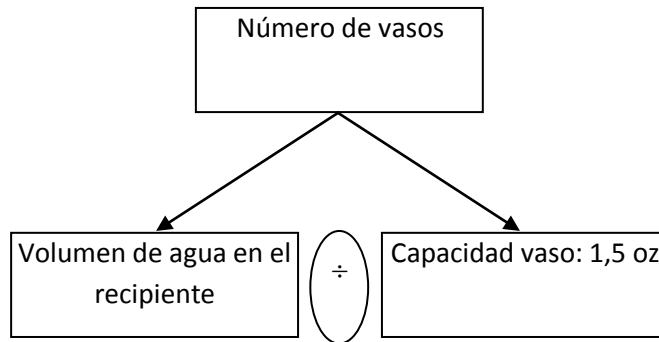 Número de vasos
Volumen de agua en el
recipiente
÷
Capacidad vaso: 1,5 oz